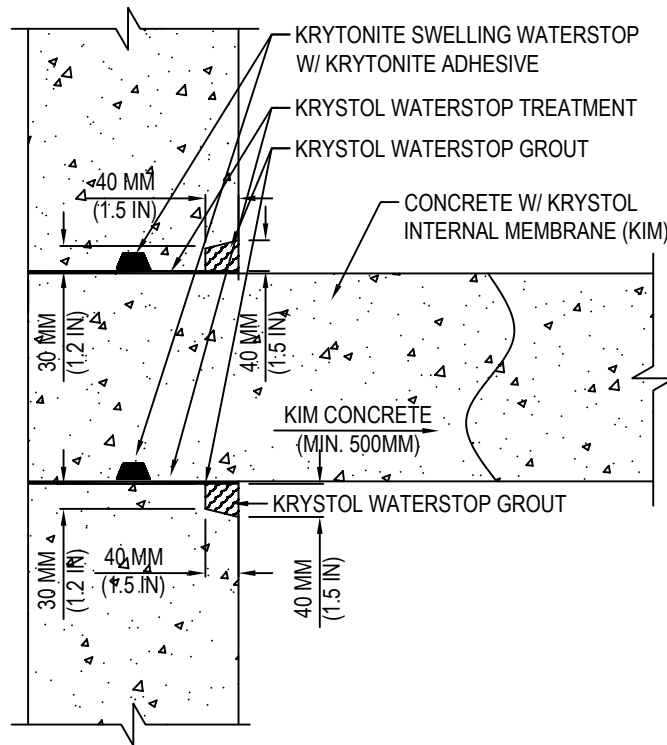 KRYTONITE SWELLING WATERSTOP
W/ KRYTONITE ADHESIVE
KRYSTOL WATERSTOP TREATMENT
KRYSTOL WATERSTOP GROUT
40 MM
(1.5 IN)
CONCRETE W/ KRYSTOL
INTERNAL MEMBRANE (KIM)
30 MM
(1.2 IN)
40 MM
(1.5 IN)
KIM CONCRETE
(MIN. 500MM)
KRYSTOL WATERSTOP GROUT
30 MM
(1.2 IN)
40 MM
(1.5 IN)
40 MM
(1.5 IN)